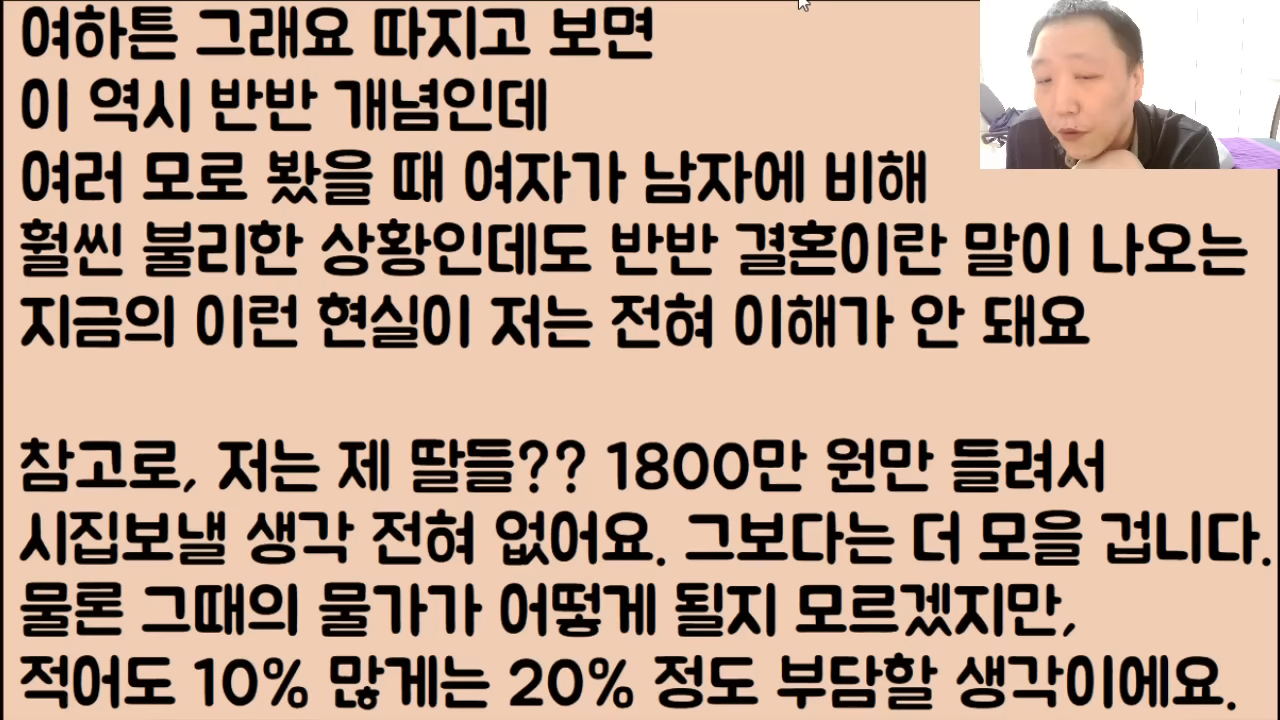 여하튼 그래요 따지고 보면
이 역시 반반 개념인데
여러 모로 봤을 때 여자가 남자에 비해
훨씬 불리한 상황인데도 반반 결혼이란 말이 나오는
지금의 이런 현실이 저는 전혀 이해가 안 돼요
참고로, 저는 제 딸들?? 1800만 원만 들려서
시집보낼 생각 전혀 없어요. 그보다는 더 모을 겁니다.
물론 그때의 물가가 어떻게 될지 모르겠지만,
적어도 10% 많게는 20% 정도 부담할 생각이에요.